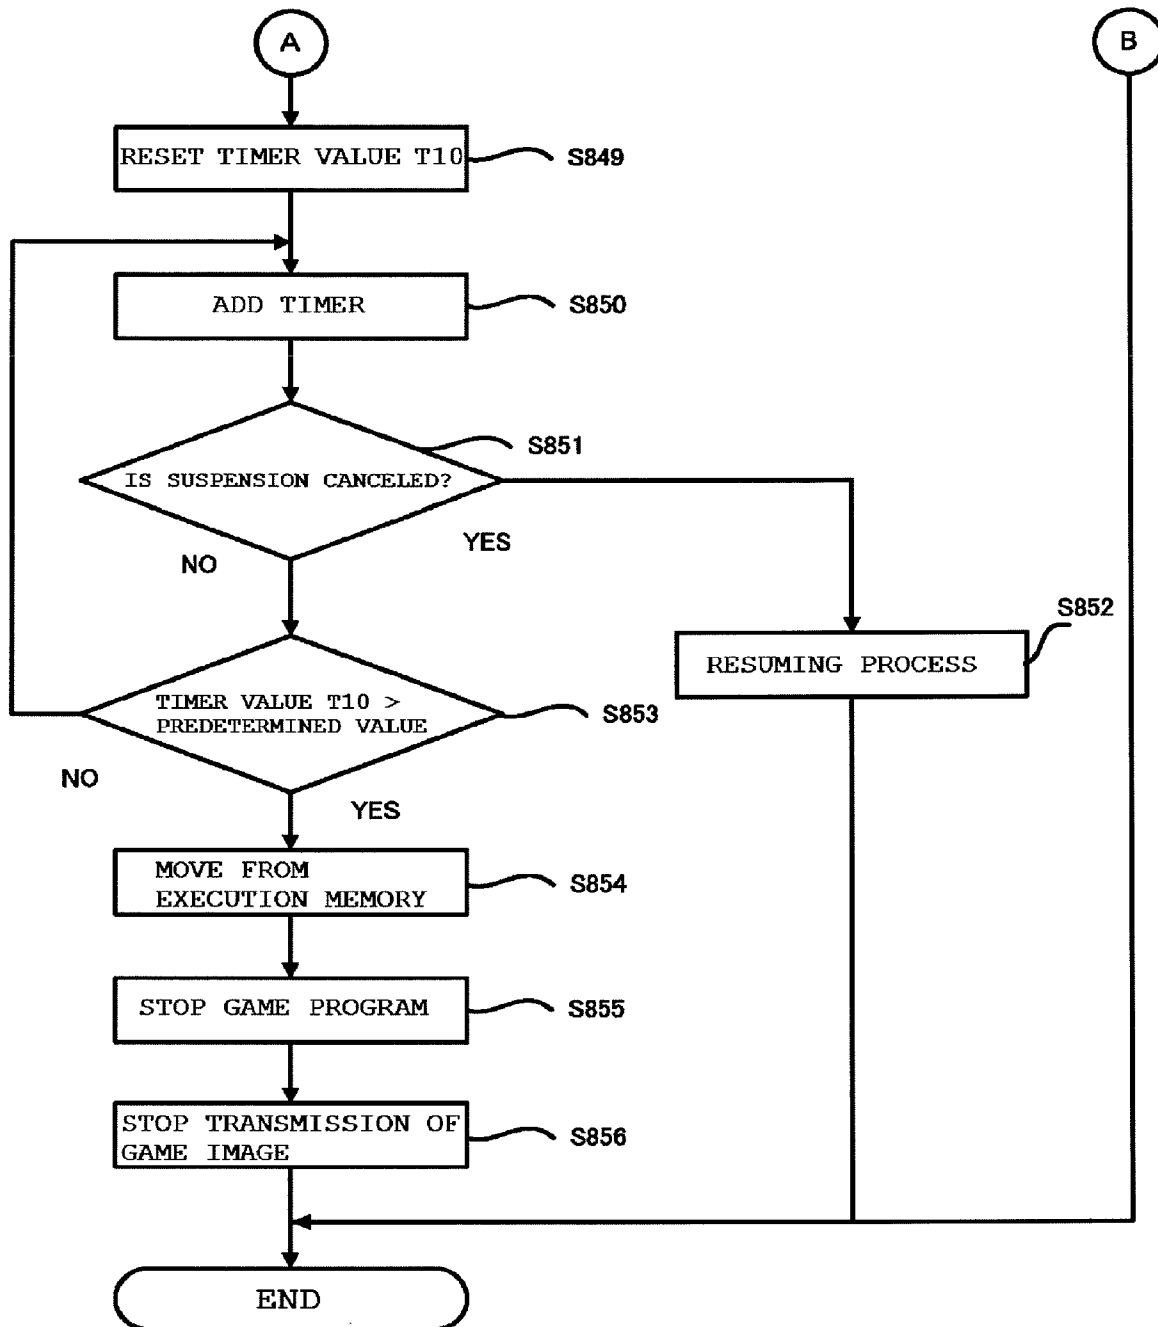 A
B
RESET TIMER VALUE T10
S849
ADD TIMER
S850
S851
IS SUSPENSION CANCELED?
YES
NO
S852
RESUMING PROCESS
TIMER VALUE T10 >
PREDETERMINED VALUE
S853
NO
YES
MOVE FROM
EXECUTION MEMORY
S854
STOP GAME PROGRAM
S855
STOP TRANSMISSION OF
GAME IMAGE
S856
END